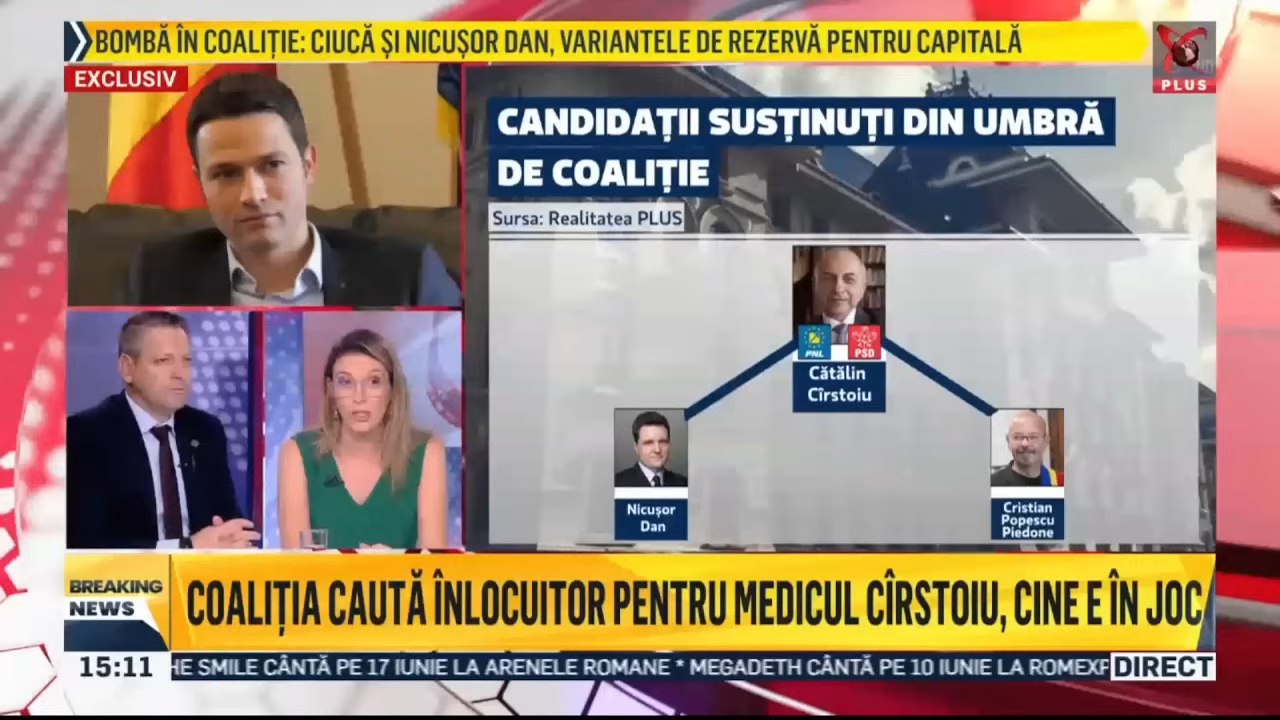 BOMBĂ ÎN COALIȚIE: CIUCĂ ȘI NICUȘOR DAN, VARIANTELE DE REZERVĂ PENTRU CAPITALĂ
EXCLUSIV
PLUS
CANDIDAȚII SUSȚINUȚI DIN UMBRĂ
DE COALIȚIE
Sursa: Realitatea PLUS
PNL
PSD
Cătălin
Cîrstoiu
Nicușor
Dan
Cristian
Popescu
Piedone
BREAKING
NEWS
COALIȚIA CAUTĂ ÎNLOCUITOR PENTRU MEDICUL CÎRSTOIU, CINE E ÎN JOC
15:11
HE SMILE CÂNTĂ PE 17 IUNIE LA ARENELE ROMANE * MEGADETH CÂNTĂ PE 10 IUNIE LA ROMEXP
DIRECT